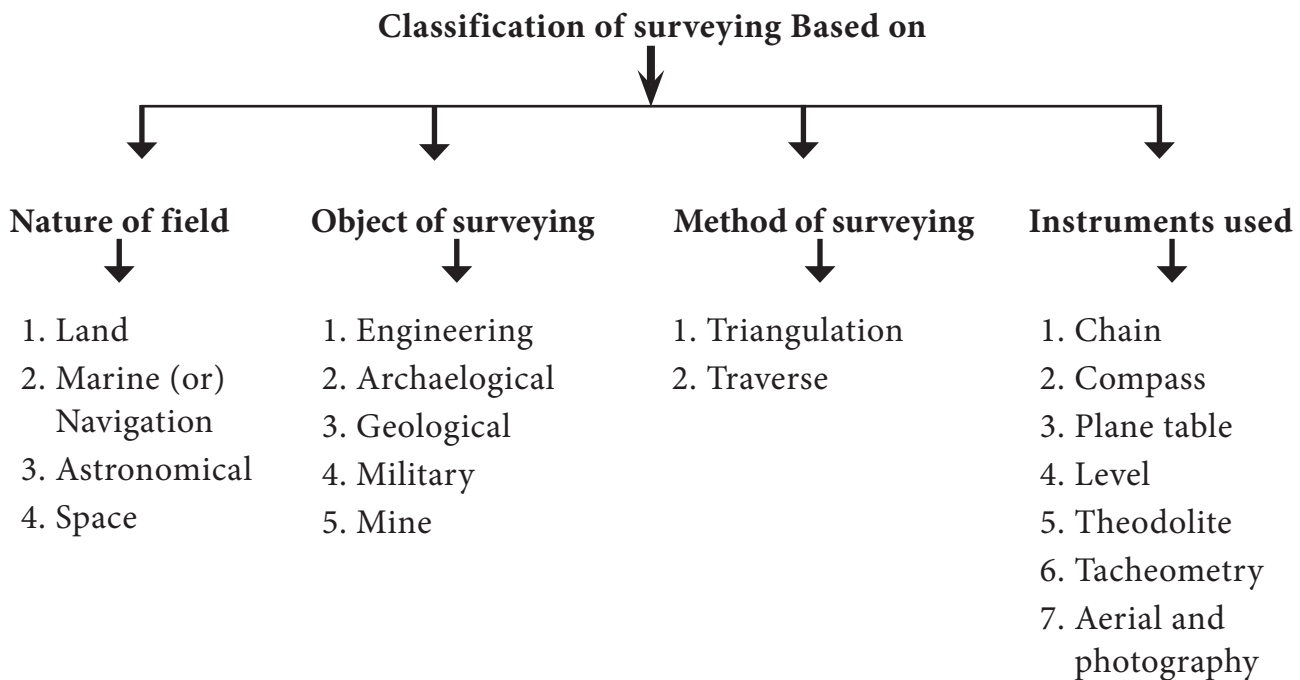 Classification of surveying Based on
Nature of field
1. Land
2. Marine (or)
Navigation
3. Astronomical
4. Space
Object of surveying
1. Engineering
2. Archaelogical
3. Geological
4. Military
5. Mine
Method of surveying
1. Triangulation
2. Traverse
Instruments used
1. Chain
2. Compass
3. Plane table
4. Level
5. Theodolite
6. Tacheometry
7. Aerial and
photography